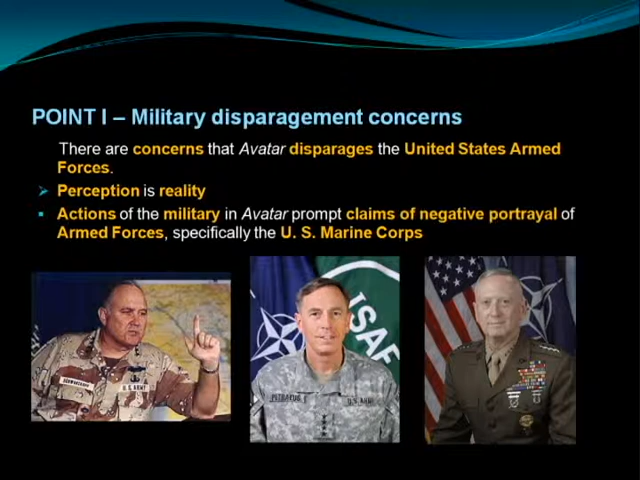 POINT I – Military disparagement concerns
There are concerns that Avatar disparages the United States Armed
Forces.
Perception is reality
Actions of the military in Avatar prompt claims of negative portrayal of
Armed Forces, specifically the U. S. Marine Corps
ISAF
SCHWARZKOPF
U.S. ARMY
PETRAEUS
U.S. ARMY